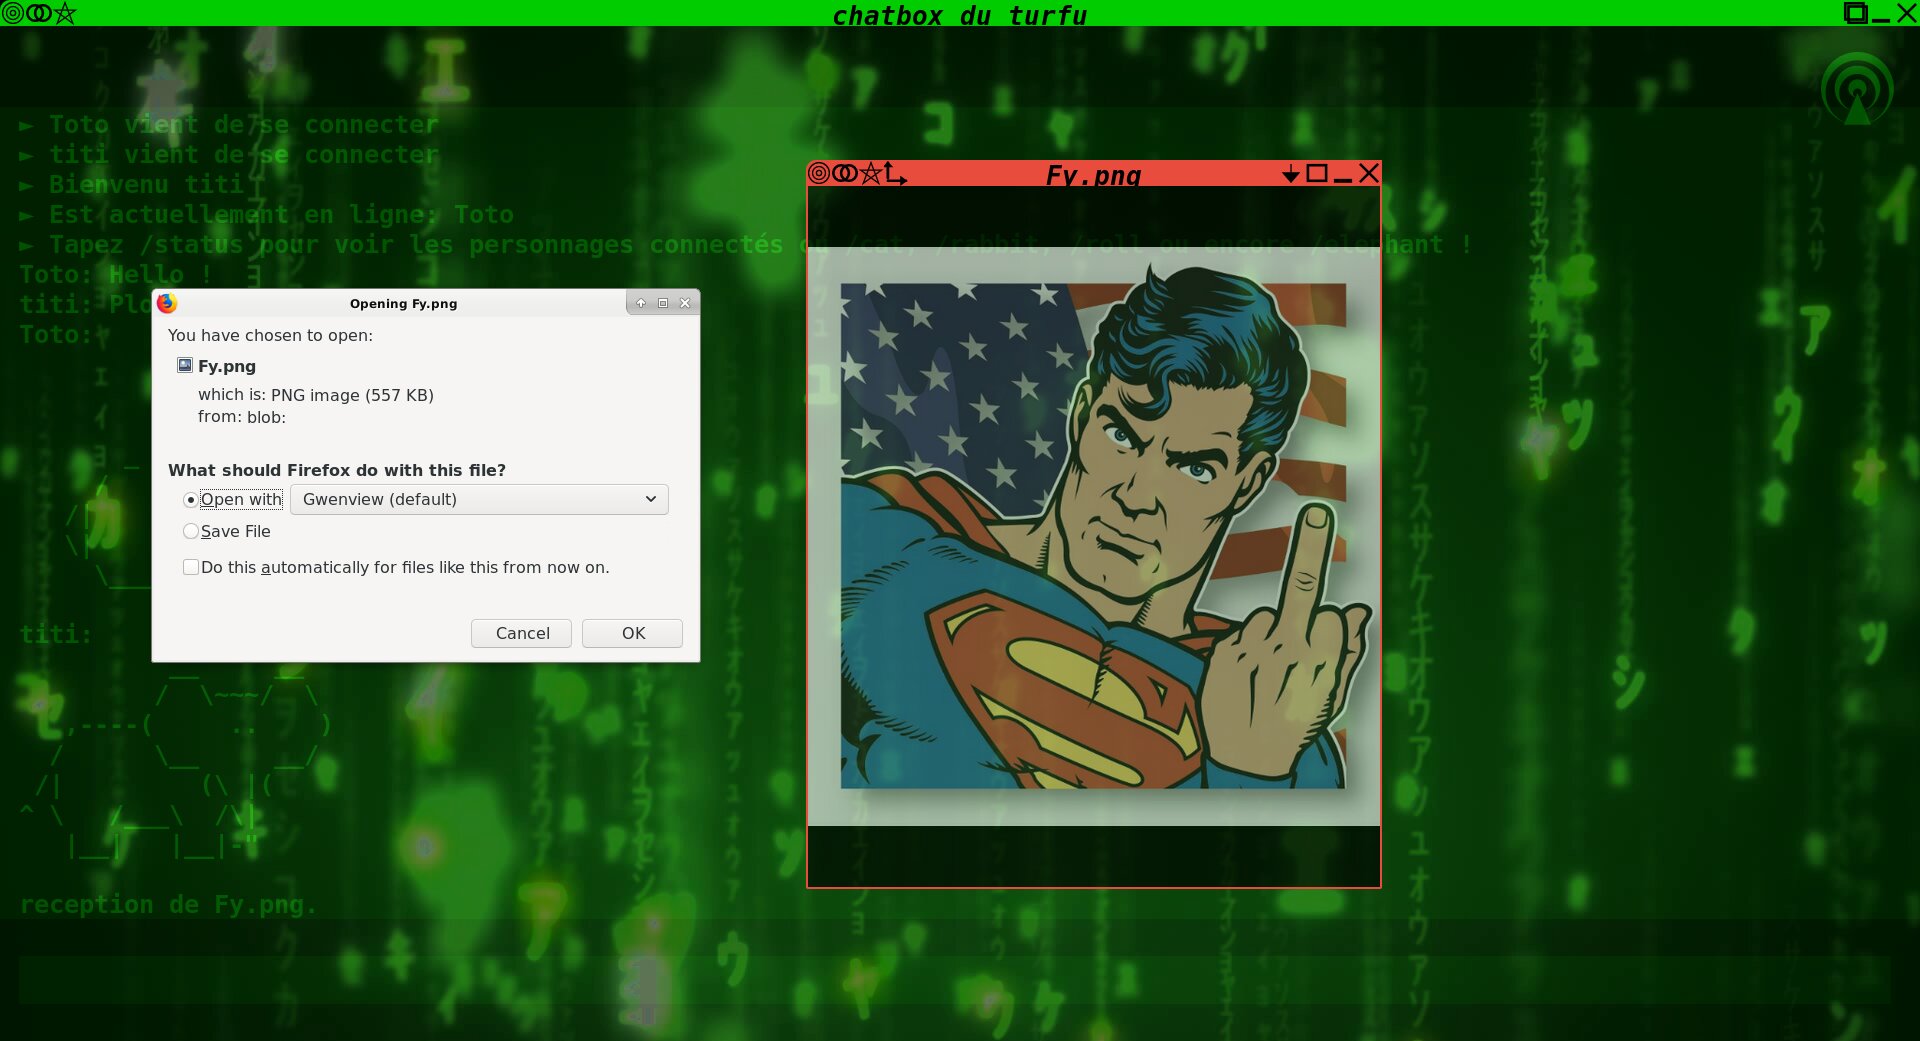 chatbox du turfu
► Toto vient de se connecter
► titi vient de se connecter
► Bienvenu titi
► Est actuellement en ligne: Toto
► Tapez /status pour voir les personnages connectés ou /cat, /rabbit, /roll ou encore /elephant !
Toto: Hello !
titi:
Toto:
Opening Fy.png
You have chosen to open:
Fy.png
which is: PNG image (557 KB)
from: blob:
What should Firefox do with this file?
Open with Gwenview (default)
Save File
Do this automatically for files like this from now on.
Cancel OK
titi:
reception de Fy.png.
Fy.png